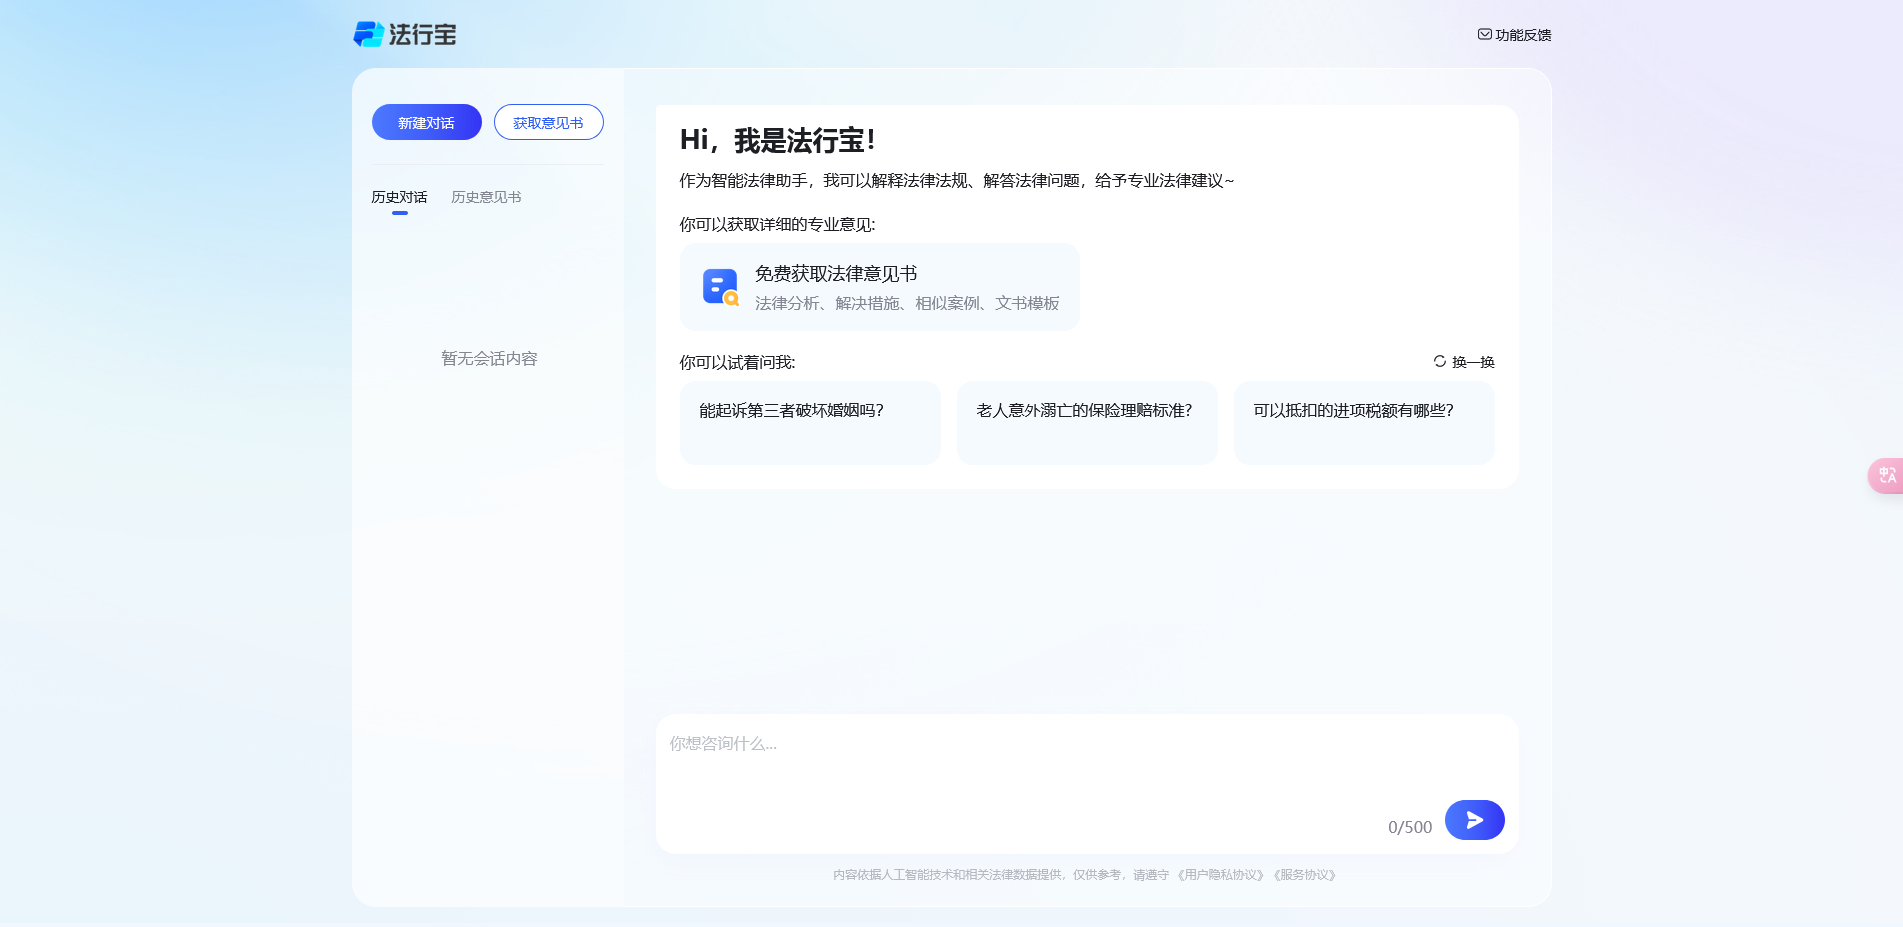 法行宝
功能反馈
新建对话
获取意见书
历史对话
历史意见书
暂无会话内容
Hi，我是法行宝！
作为智能法律助手，我可以解释法律法规、解答法律问题，给予专业法律建议~
你可以获取详细的专业意见:
免费获取法律意见书
法律分析、解决措施、相似案例、文书模板
你可以试着问我:
换一换
能起诉第三者破坏婚姻吗?
老人意外溺亡的保险理赔标准?
可以抵扣的进项税额有哪些?
你想咨询什么...
0/500
内容依据人工智能技术和相关法律数据提供，仅供参考，请遵守 《用户隐私协议》《服务协议》
中A